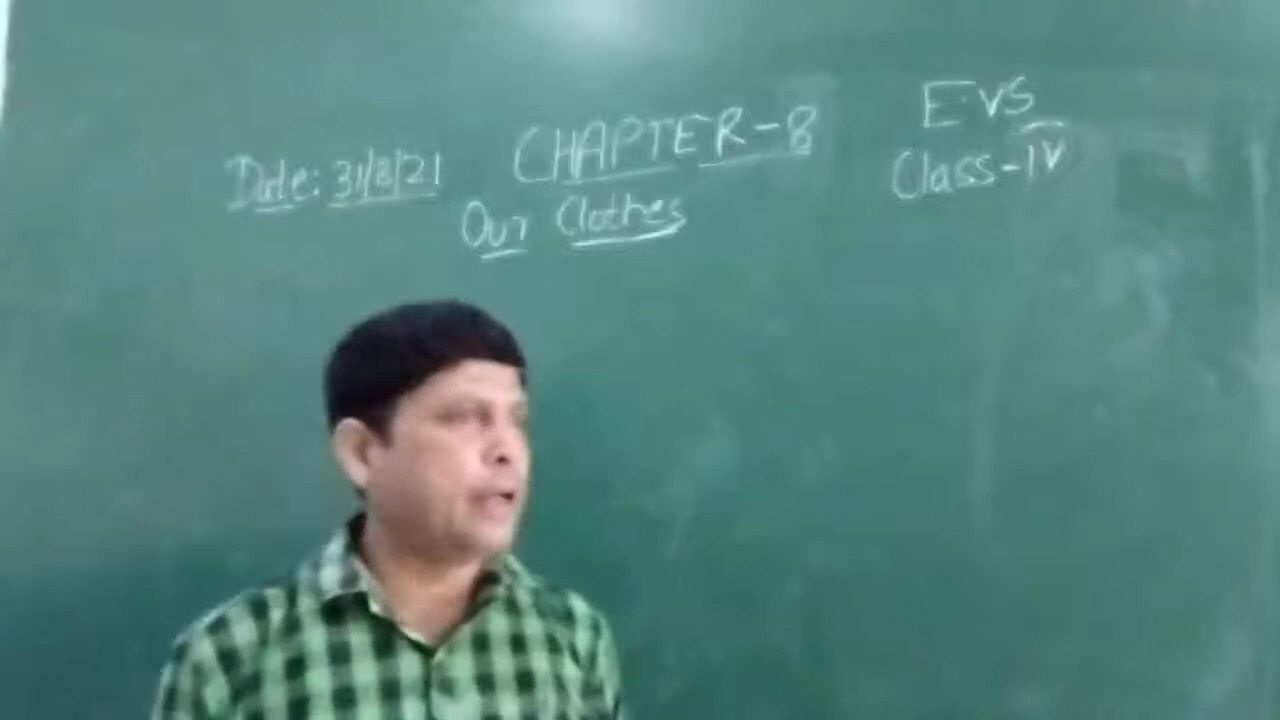 Date: 31/8/21
CHAPTER-8
Our Clothes
EVS
Class-IV